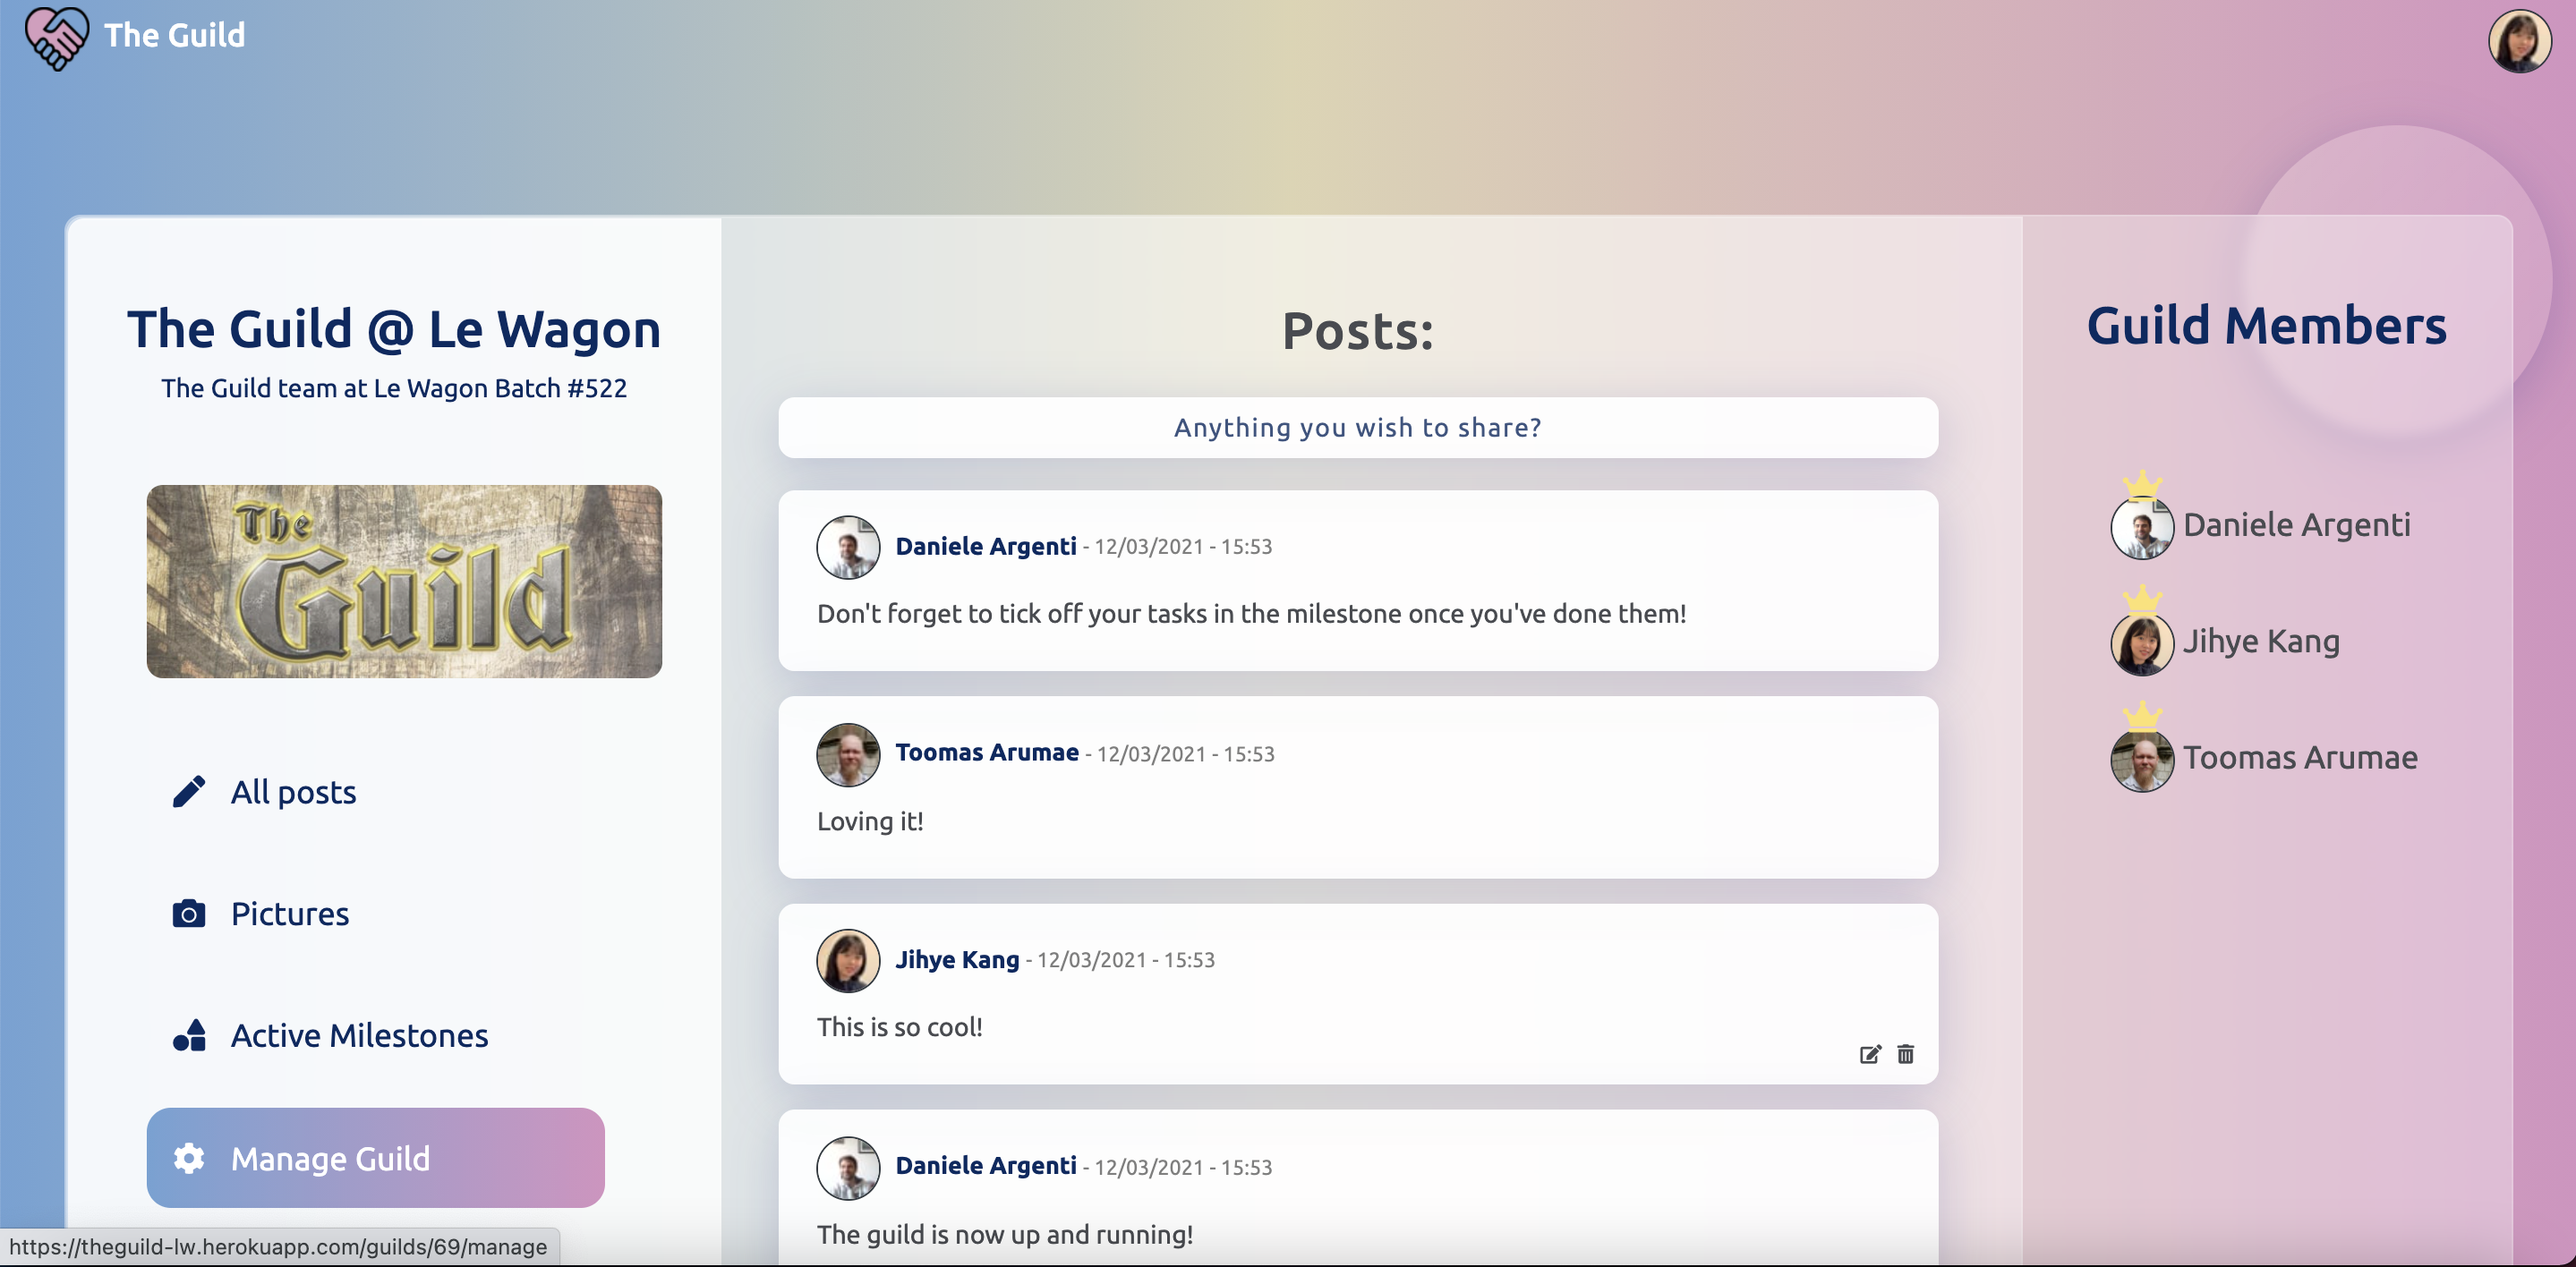 The Guild
The Guild @ Le Wagon
The Guild team at Le Wagon Batch #522
The
Guild
All posts
Pictures
Active Milestones
Manage Guild
https://theguild-lw.herokuapp.com/guilds/69/manage
Posts:
Anything you wish to share?
Daniele Argenti - 12/03/2021 - 15:53
Don't forget to tick off your tasks in the milestone once you've done them!
Toomas Arumae - 12/03/2021 - 15:53
Loving it!
Jihye Kang - 12/03/2021 - 15:53
This is so cool!
Daniele Argenti - 12/03/2021 - 15:53
The guild is now up and running!
Guild Members
Daniele Argenti
Jihye Kang
Toomas Arumae